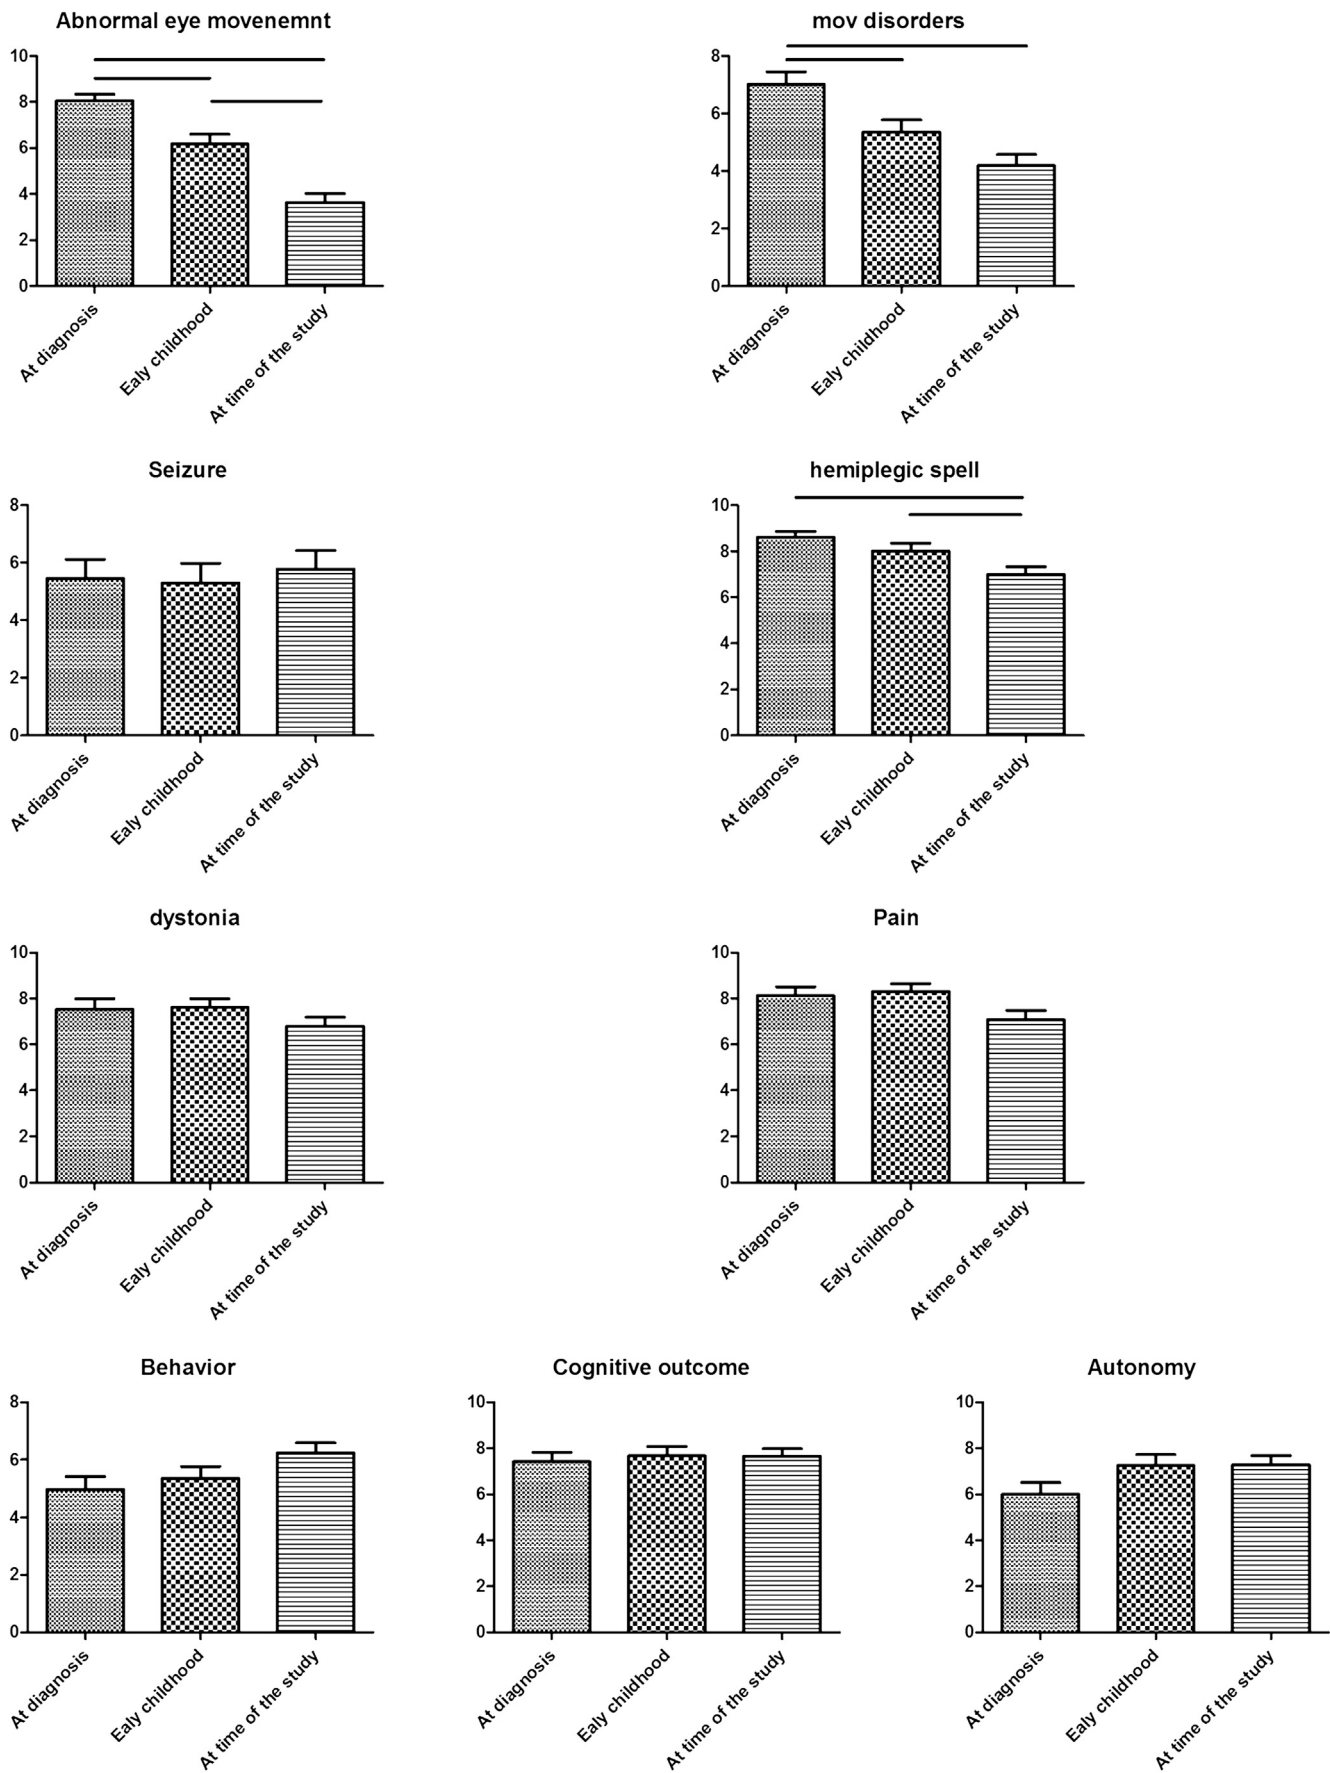 Abnormal eye movenemnt
10
8
6
4
2
0
At diagnosis
Ealy childhood
At time of the study
mov disorders
8
6
4
2
0
At diagnosis
Ealy childhood
At time of the study
Seizure
8
6
4
2
0
At diagnosis
Ealy childhood
At time of the study
hemiplegic spell
10
8
6
4
2
0
At diagnosis
Ealy childhood
At time of the study
dystonia
10
8
6
4
2
0
At diagnosis
Ealy childhood
At time of the study
Pain
10
8
6
4
2
0
At diagnosis
Ealy childhood
At time of the study
Behavior
8
6
4
2
0
At diagnosis
Ealy childhood
At time of the study
Cognitive outcome
10
8
6
4
2
0
At diagnosis
Ealy childhood
At time of the study
Autonomy
10
8
6
4
2
0
At diagnosis
Ealy childhood
At time of the study